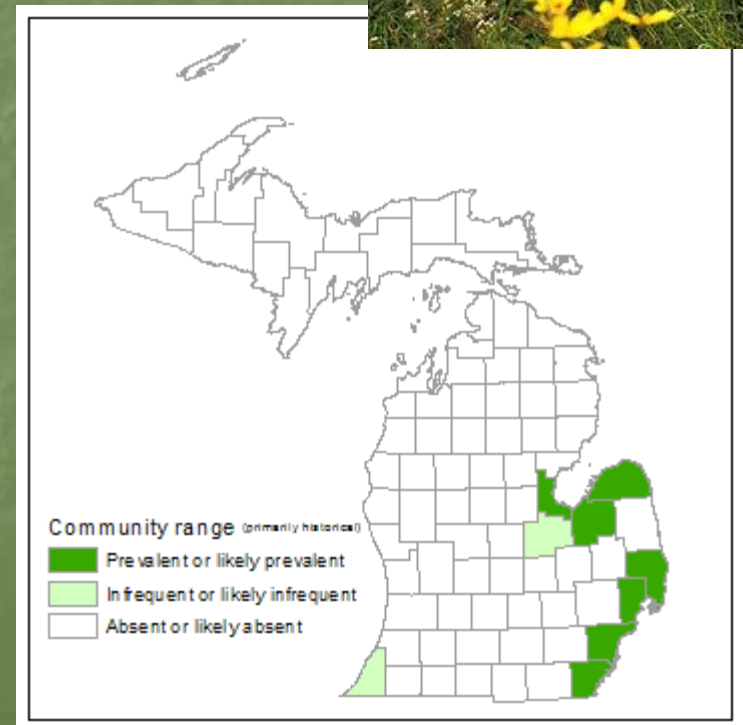 Community range (primarily historical)
Prevalent or likely prevalent
Infrequent or likely infrequent
Absent or likely absent